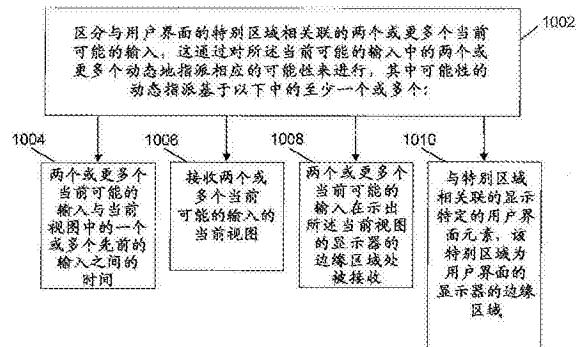 1002
区分与用户界面的特别区域相关联的两个或更多个当前
可能的输入，这通过对所述当前可能的输入中的两个或
更多个动态地指派相应的可能性来进行，其中可能性的
动态指派基于以下中的至少一个或多个：
1004
两个或更多个
当前可能的
输入与当前
视图中的一个
或多个先前的
输入之间的
时间
1006
接收两个或
多个当前
可能的输入的
当前视图
1008
两个或更多个
当前可能的
输入在示出
所述当前视图
的显示器的
边缘区域处
被接收
1010
与特别区域
相关联的显示
特定的用户界
面元素，该
特别区域为
用户界面的
显示器的边缘
区域